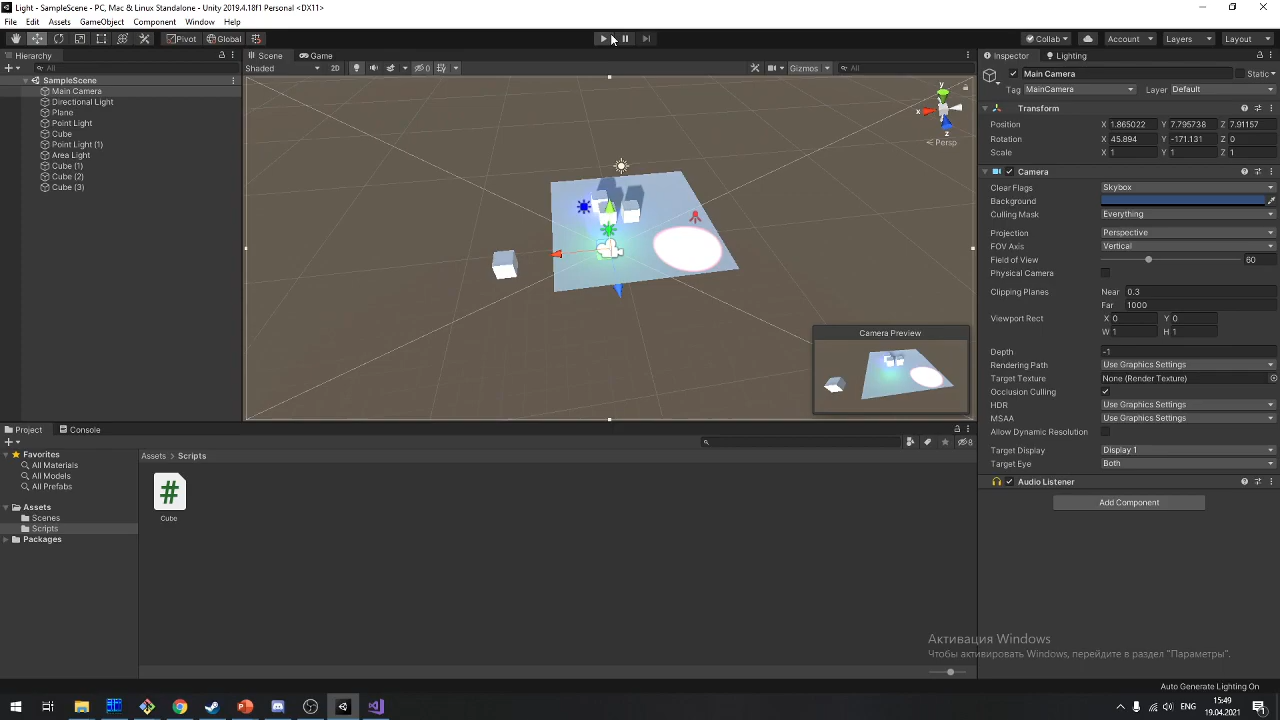 Light - SampleScene - PC, Mac & Linux Standalone - Unity 2019.4.18f1 Personal <DX11>
File Edit Assets GameObject Component Window Help
Pivot Global Collab Account Layers Layout
Hierarchy
All
SampleScene
Main Camera
Directional Light
Plane
Point Light
Cube
Point Light (1)
Area Light
Cube (1)
Cube (2)
Cube (3)
Scene Game
Shaded 2D 0 Gizmos All
y
x
z
Persp
Camera Preview
Inspector Lighting
Main Camera Static
Tag MainCamera Layer Default
Transform
Position X 1.865022 Y 7.795738 Z 7.91157
Rotation X 45.894 Y -171.131 Z 0
Scale X 1 Y 1 Z 1
Camera
Clear Flags Skybox
Background
Culling Mask Everything
Projection Perspective
FOV Axis Vertical
Field of View 60
Physical Camera
Clipping Planes Near 0.3
Far 1000
Viewport Rect X 0 Y 0
W 1 H 1
Depth -1
Rendering Path Use Graphics Settings
Target Texture None (Render Texture)
Occlusion Culling
HDR Use Graphics Settings
MSAA Use Graphics Settings
Allow Dynamic Resolution
Target Display Display 1
Target Eye Both
Audio Listener
Add Component
Project Console
8
Favorites
All Materials
All Models
All Prefabs
Assets
Scenes
Scripts
Packages
Assets > Scripts
#
Cube
Активация Windows
Чтобы активировать Windows, перейдите в раздел "Параметры".
Auto Generate Lighting On
ENG
15:49
19.04.2021